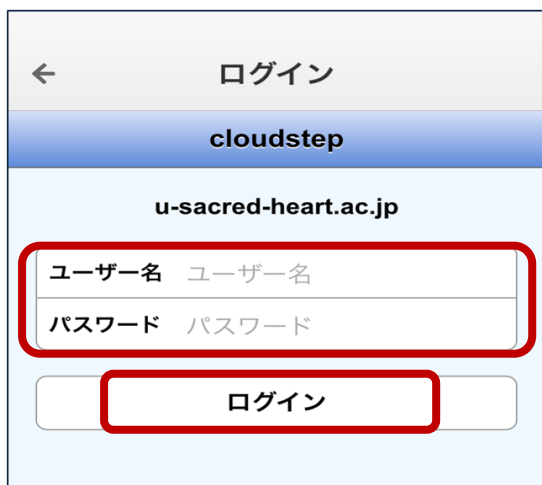 ← ログイン
cloudstep
u-sacred-heart.ac.jp
ユーザー名 ユーザー名
パスワード パスワード
ログイン